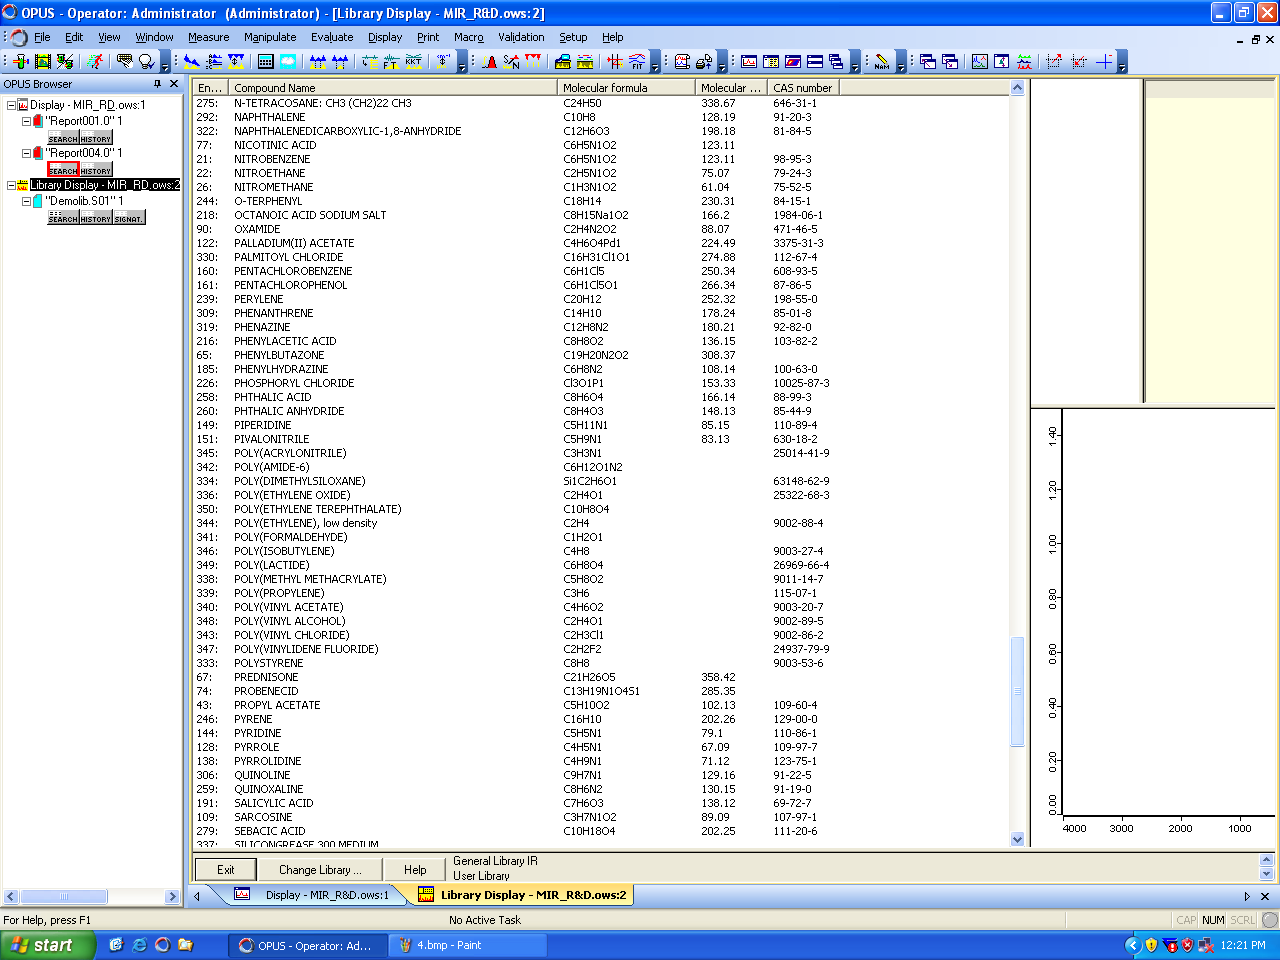 OPUS - Operator: Administrator (Administrator) - [Library Display - MIR_R&D.ows:2]
File Edit View Window Measure Manipulate Evaluate Display Print Macro Validation Setup Help
OPUS Browser
Display - MIR_RD.ows:1
"Report001.0" 1
SEARCH HISTORY
"Report004.0" 1
SEARCH HISTORY
Library Display - MIR_RD.ows:2
"Demolib.S01" 1
SEARCH HISTORY SIGNAT.
En... Compound Name Molecular formula Molecular ... CAS number
275: N-TETRACOSANE: CH3 (CH2)22 CH3 C24H50 338.67 646-31-1
292: NAPHTHALENE C10H8 128.19 91-20-3
322: NAPHTHALENEDICARBOXYLIC-1,8-ANHYDRIDE C12H6O3 198.18 81-84-5
77: NICOTINIC ACID C6H5N1O2 123.11
21: NITROBENZENE C6H5N1O2 123.11 98-95-3
22: NITROETHANE C2H5N1O2 75.07 79-24-3
26: NITROMETHANE C1H3N1O2 61.04 75-52-5
244: O-TERPHENYL C18H14 230.31 84-15-1
218: OCTANOIC ACID SODIUM SALT C8H15Na1O2 166.2 1984-06-1
90: OXAMIDE C2H4N2O2 88.07 471-46-5
122: PALLADIUM(II) ACETATE C4H6O4Pd1 224.49 3375-31-3
330: PALMITOYL CHLORIDE C16H31Cl1O1 274.88 112-67-4
160: PENTACHLOROBENZENE C6H1Cl5 250.34 608-93-5
161: PENTACHLOROPHENOL C6H1Cl5O1 266.34 87-86-5
239: PERYLENE C20H12 252.32 198-55-0
309: PHENANTHRENE C14H10 178.24 85-01-8
319: PHENAZINE C12H8N2 180.21 92-82-0
216: PHENYLACETIC ACID C8H8O2 136.15 103-82-2
65: PHENYLBUTAZONE C19H20N2O2 308.37
185: PHENYLHYDRAZINE C6H8N2 108.14 100-63-0
226: PHOSPHORYL CHLORIDE Cl3O1P1 153.33 10025-87-3
258: PHTHALIC ACID C8H6O4 166.14 88-99-3
260: PHTHALIC ANHYDRIDE C8H4O3 148.13 85-44-9
149: PIPERIDINE C5H11N1 85.15 110-89-4
151: PIVALONITRILE C5H9N1 83.13 630-18-2
345: POLY(ACRYLONITRILE) C3H3N1 25014-41-9
342: POLY(AMIDE-6) C6H12O1N2
334: POLY(DIMETHYLSILOXANE) Si1C2H6O1 63148-62-9
336: POLY(ETHYLENE OXIDE) C2H4O1 25322-68-3
350: POLY(ETHYLENE TEREPHTHALATE) C10H8O4
344: POLY(ETHYLENE), low density C2H4 9002-88-4
341: POLY(FORMALDEHYDE) C1H2O1
346: POLY(ISOBUTYLENE) C4H8 9003-27-4
349: POLY(LACTIDE) C6H8O4 26969-66-4
338: POLY(METHYL METHACRYLATE) C5H8O2 9011-14-7
339: POLY(PROPYLENE) C3H6 115-07-1
340: POLY(VINYL ACETATE) C4H6O2 9003-20-7
348: POLY(VINYL ALCOHOL) C2H4O1 9002-89-5
343: POLY(VINYL CHLORIDE) C2H3Cl1 9002-86-2
347: POLY(VINYLIDENE FLUORIDE) C2H2F2 24937-79-9
333: POLYSTYRENE C8H8 9003-53-6
67: PREDNISONE C21H26O5 358.42
74: PROBENECID C13H19N1O4S1 285.35
43: PROPYL ACETATE C5H10O2 102.13 109-60-4
246: PYRENE C16H10 202.26 129-00-0
144: PYRIDINE C5H5N1 79.1 110-86-1
128: PYRROLE C4H5N1 67.09 109-97-7
138: PYRROLIDINE C4H9N1 71.12 123-75-1
306: QUINOLINE C9H7N1 129.16 91-22-5
259: QUINOXALINE C8H6N2 130.15 91-19-0
191: SALICYLIC ACID C7H6O3 138.12 69-72-7
109: SARCOSINE C3H7N1O2 89.09 107-97-1
279: SEBACIC ACID C10H18O4 202.25 111-20-6
337: SILICONGREASE 300 MEDIUM
1.40
1.20
1.00
0.80
0.60
0.40
0.20
0.00
4000 3000 2000 1000
Exit Change Library ... Help
General Library IR
User Library
Display - MIR_R&D.ows:1 Library Display - MIR_R&D.ows:2
For Help, press F1 No Active Task CAP NUM SCRL
start OPUS - Operator: Ad... 4.bmp - Paint 12:21 PM